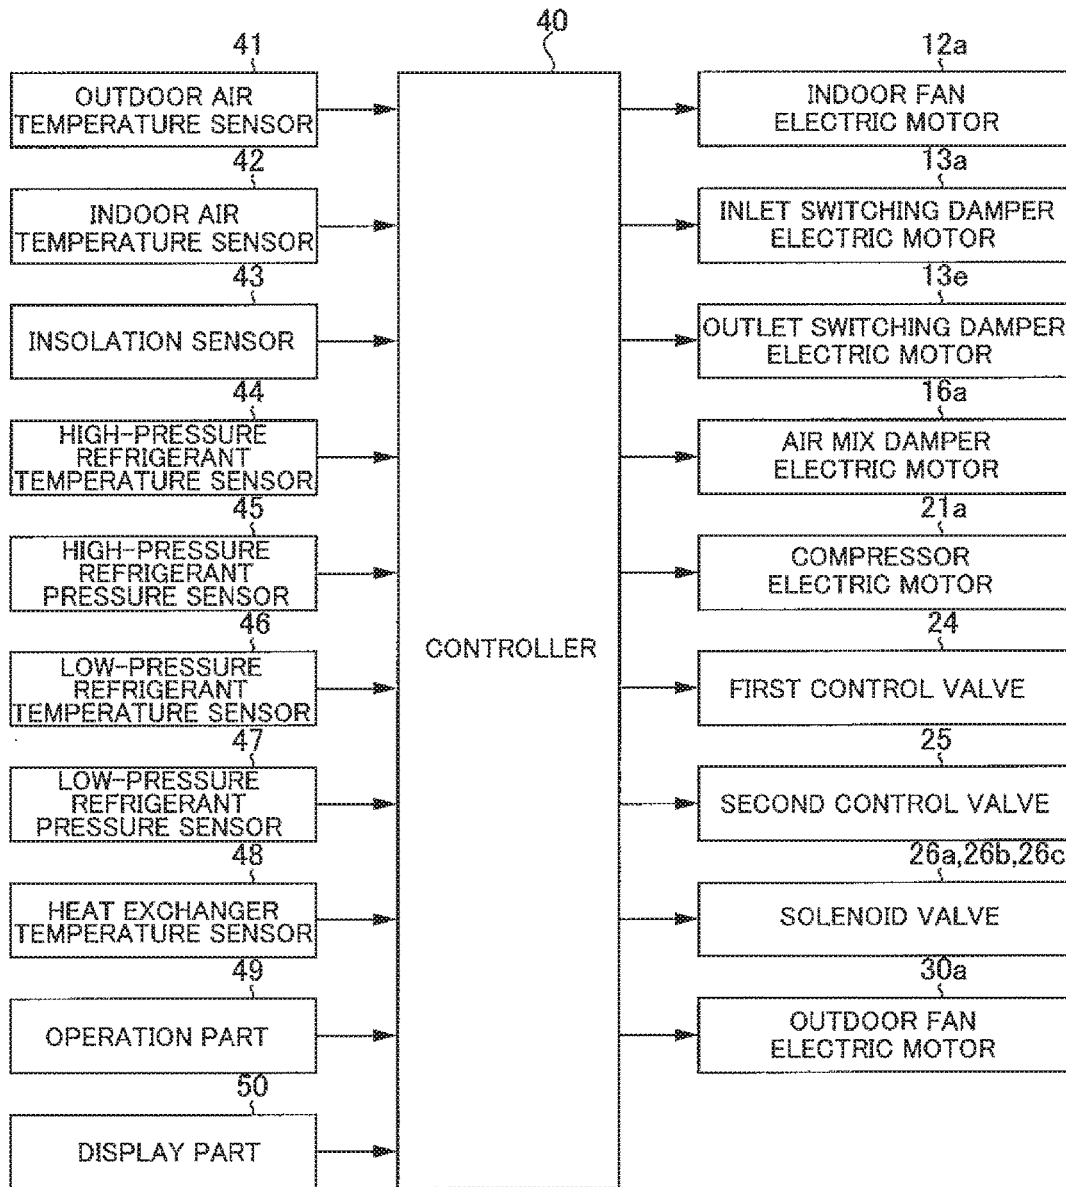 40
41
OUTDOOR AIR
TEMPERATURE SENSOR
42
INDOOR AIR
TEMPERATURE SENSOR
43
INSOLATION SENSOR
44
HIGH-PRESSURE
REFRIGERANT
TEMPERATURE SENSOR
45
HIGH-PRESSURE
REFRIGERANT
PRESSURE SENSOR
46
LOW-PRESSURE
REFRIGERANT
TEMPERATURE SENSOR
47
LOW-PRESSURE
REFRIGERANT
PRESSURE SENSOR
48
HEAT EXCHANGER
TEMPERATURE SENSOR
49
OPERATION PART
50
DISPLAY PART
CONTROLLER
12a
INDOOR FAN
ELECTRIC MOTOR
13a
INLET SWITCHING DAMPER
ELECTRIC MOTOR
13e
OUTLET SWITCHING DAMPER
ELECTRIC MOTOR
16a
AIR MIX DAMPER
ELECTRIC MOTOR
21a
COMPRESSOR
ELECTRIC MOTOR
24
FIRST CONTROL VALVE
25
SECOND CONTROL VALVE
26a,26b,26c
SOLENOID VALVE
30a
OUTDOOR FAN
ELECTRIC MOTOR